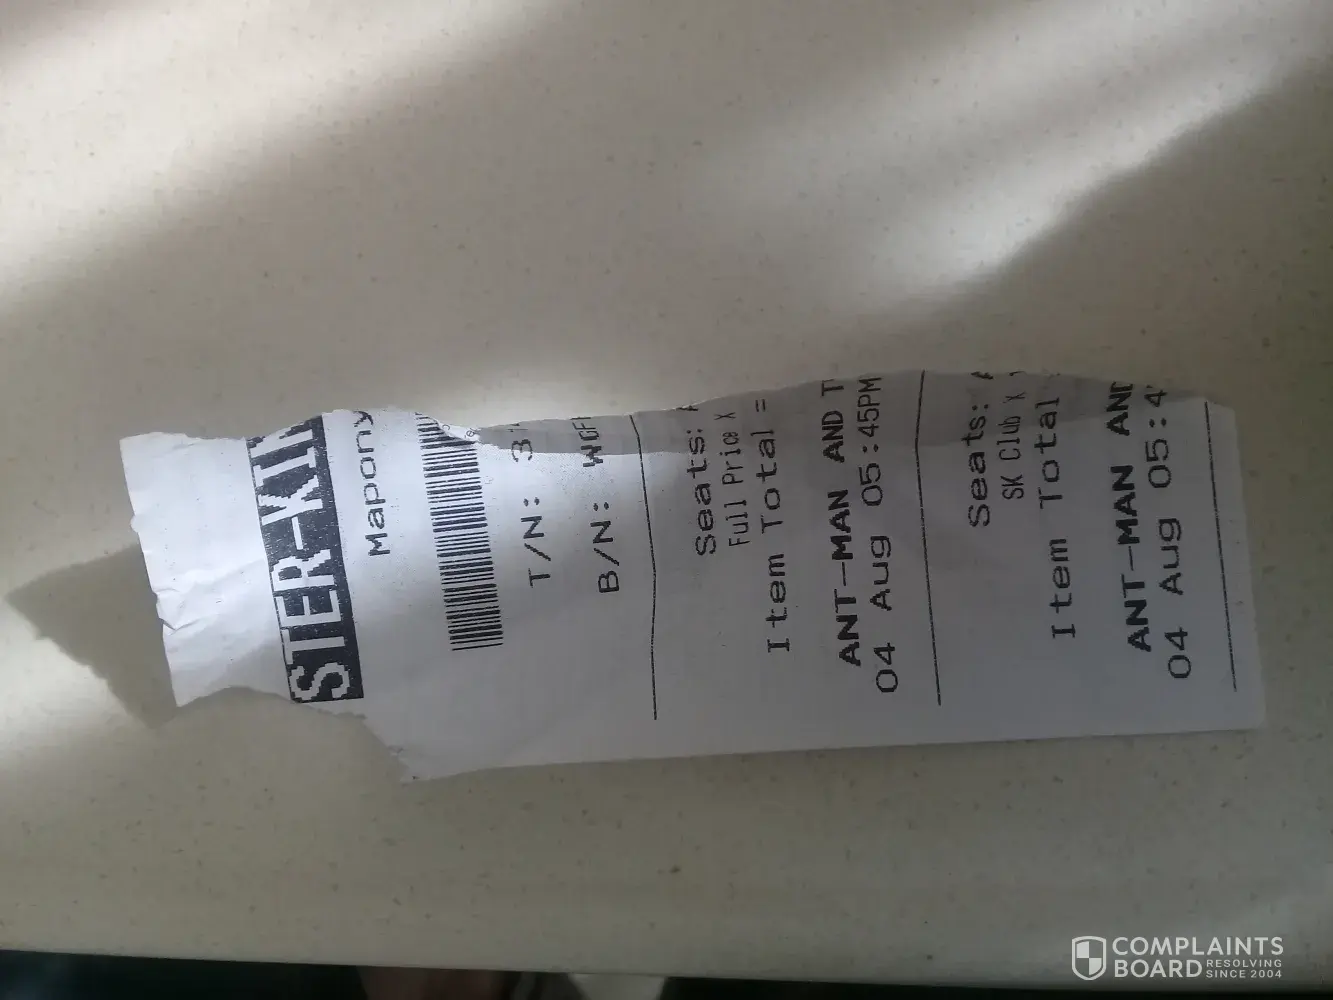 STER-KIN
Mapony
T/N: 3
B/N: WGF
Seats: A
Full Price X
Item Total =
ANT-MAN AND T
04 Aug 05:45PM
Seats: A
SK Club X
Item Total
ANT-MAN AND
04 Aug 05:4
COMPLAINTS
BOARD RESOLVING
SINCE 2004